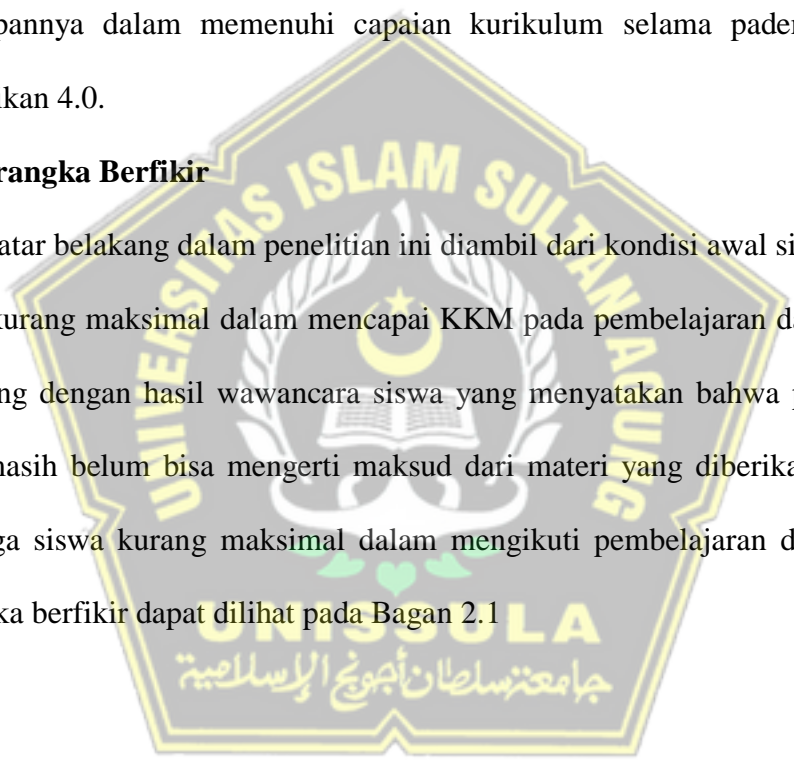 pannya dalam memenuhi capaian kurikulum selama pader
ikan 4.0.
rangka Berfikir
atar belakang dalam penelitian ini diambil dari kondisi awal si
kurang maksimal dalam mencapai KKM pada pembelajaran da
ng dengan hasil wawancara siswa yang menyatakan bahwa p
nasih belum bisa mengerti maksud dari materi yang diberika
ga siswa kurang maksimal dalam mengikuti pembelajaran d
ka berfikir dapat dilihat pada Bagan 2.1
UNIVERSITAS ISLAM SULTAN AGUNG
UNISSULA
جامعة سلطان أجونج الإسلامية